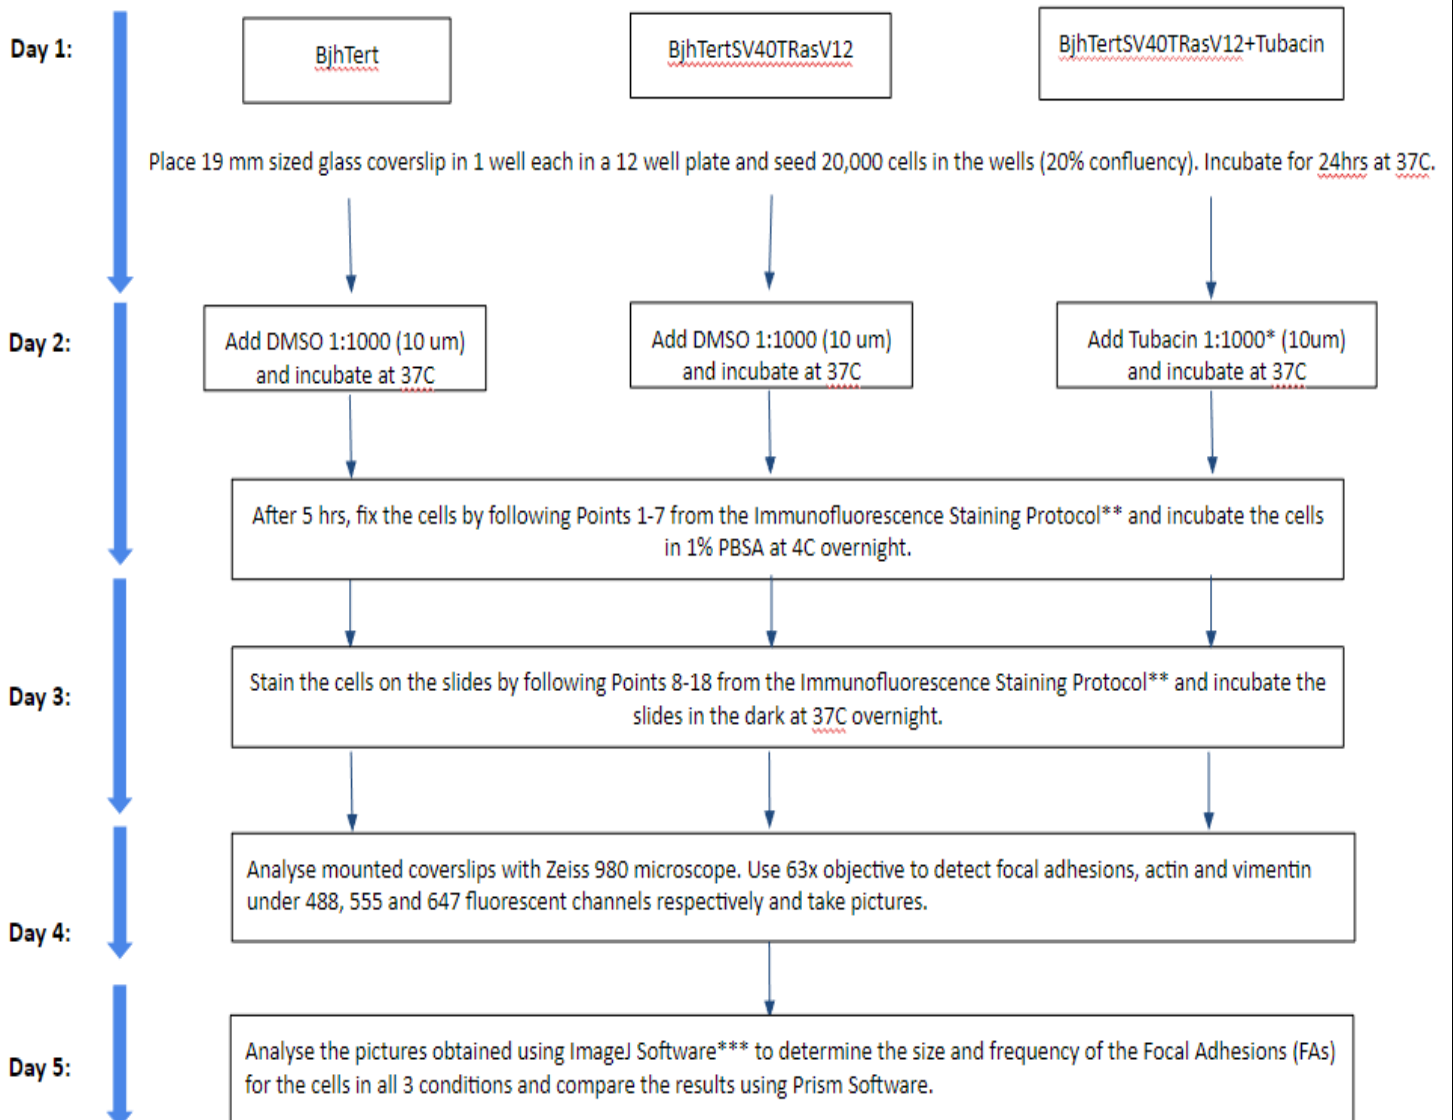 Day 1:
BjhTert
BjhTertSV40TRasV12
BjhTertSV40TRasV12+Tubacin
Place 19 mm sized glass coverslip in 1 well each in a 12 well plate and seed 20,000 cells in the wells (20% confluency). Incubate for 24hrs at 37C.
Day 2:
Add DMSO 1:1000 (10 um)
and incubate at 37C
Add DMSO 1:1000 (10 um)
and incubate at 37C
Add Tubacin 1:1000* (10um)
and incubate at 37C
After 5 hrs, fix the cells by following Points 1-7 from the Immunofluorescence Staining Protocol** and incubate the cells
in 1% PBSA at 4C overnight.
Day 3:
Stain the cells on the slides by following Points 8-18 from the Immunofluorescence Staining Protocol** and incubate the
slides in the dark at 37C overnight.
Analyse mounted coverslips with Zeiss 980 microscope. Use 63x objective to detect focal adhesions, actin and vimentin
under 488, 555 and 647 fluorescent channels respectively and take pictures.
Day 4:
Day 5:
Analyse the pictures obtained using ImageJ Software*** to determine the size and frequency of the Focal Adhesions (FAs)
for the cells in all 3 conditions and compare the results using Prism Software.